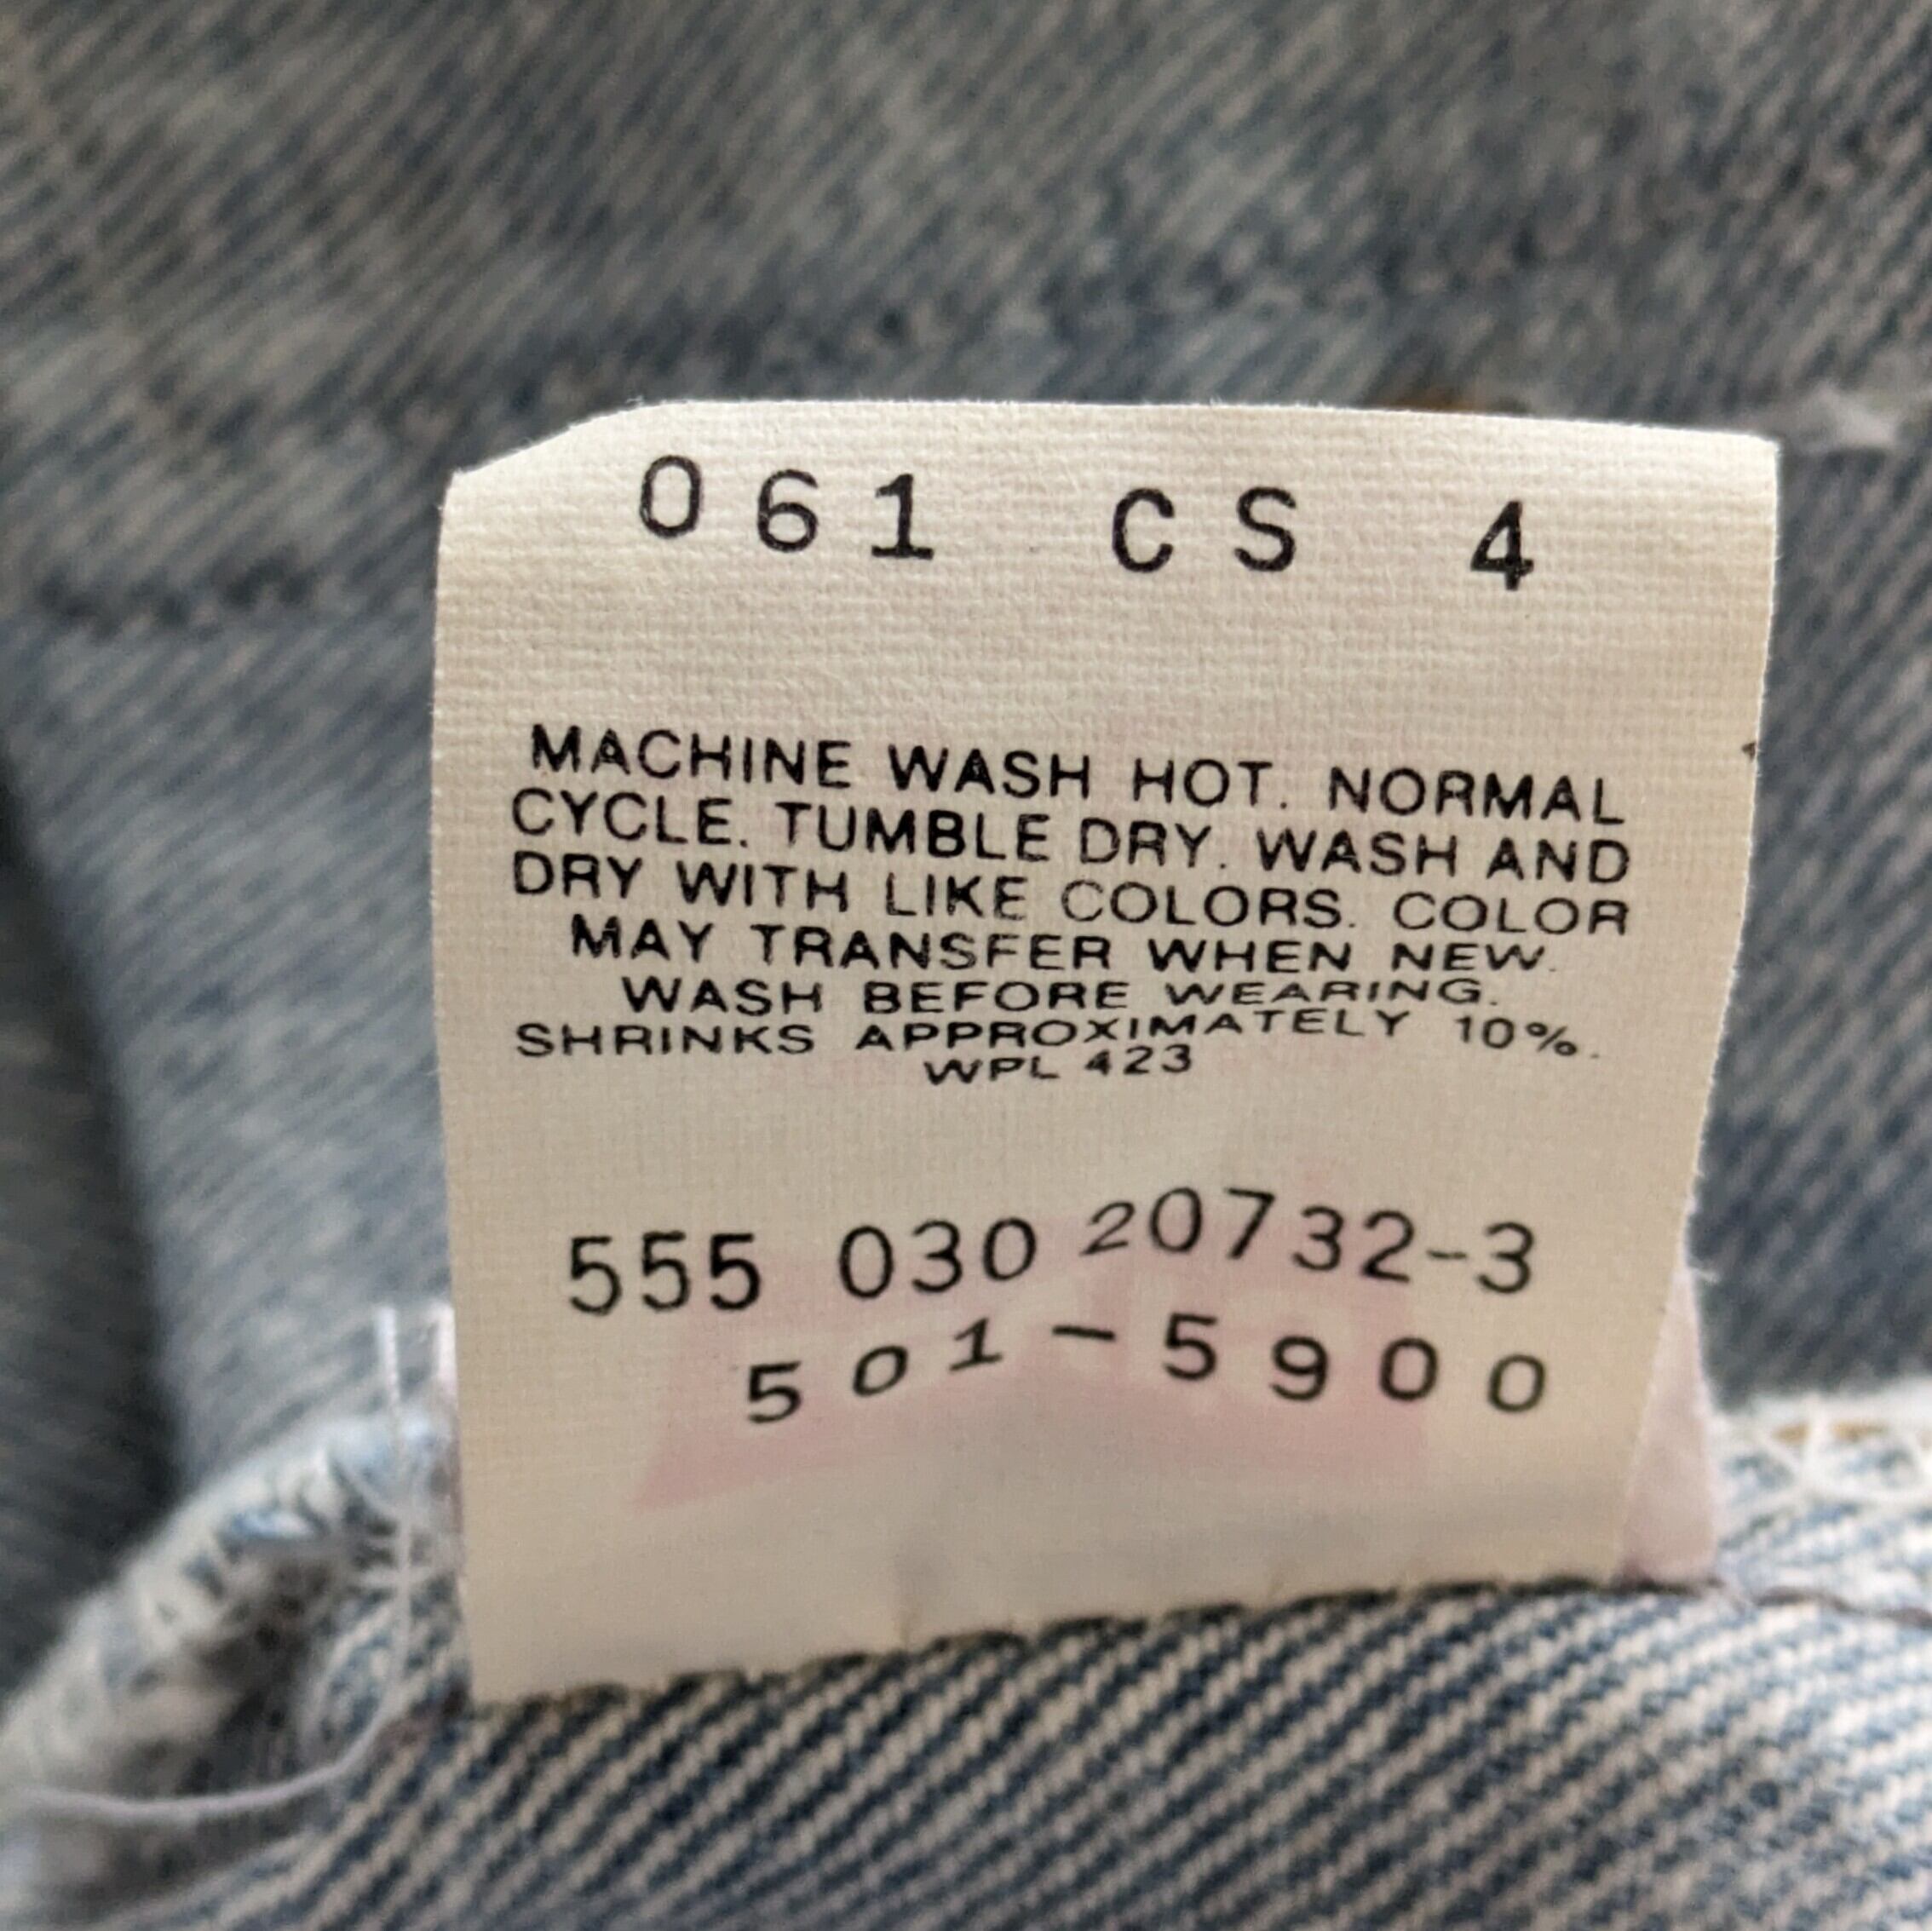 061 CS 4
MACHINE WASH HOT. NORMAL
CYCLE. TUMBLE DRY. WASH AND
DRY WITH LIKE COLORS. COLOR
MAY TRANSFER WHEN NEW.
WASH BEFORE WEARING.
SHRINKS APPROXIMATELY 10%.
WPL 423
555 030 20732-3
501-5900